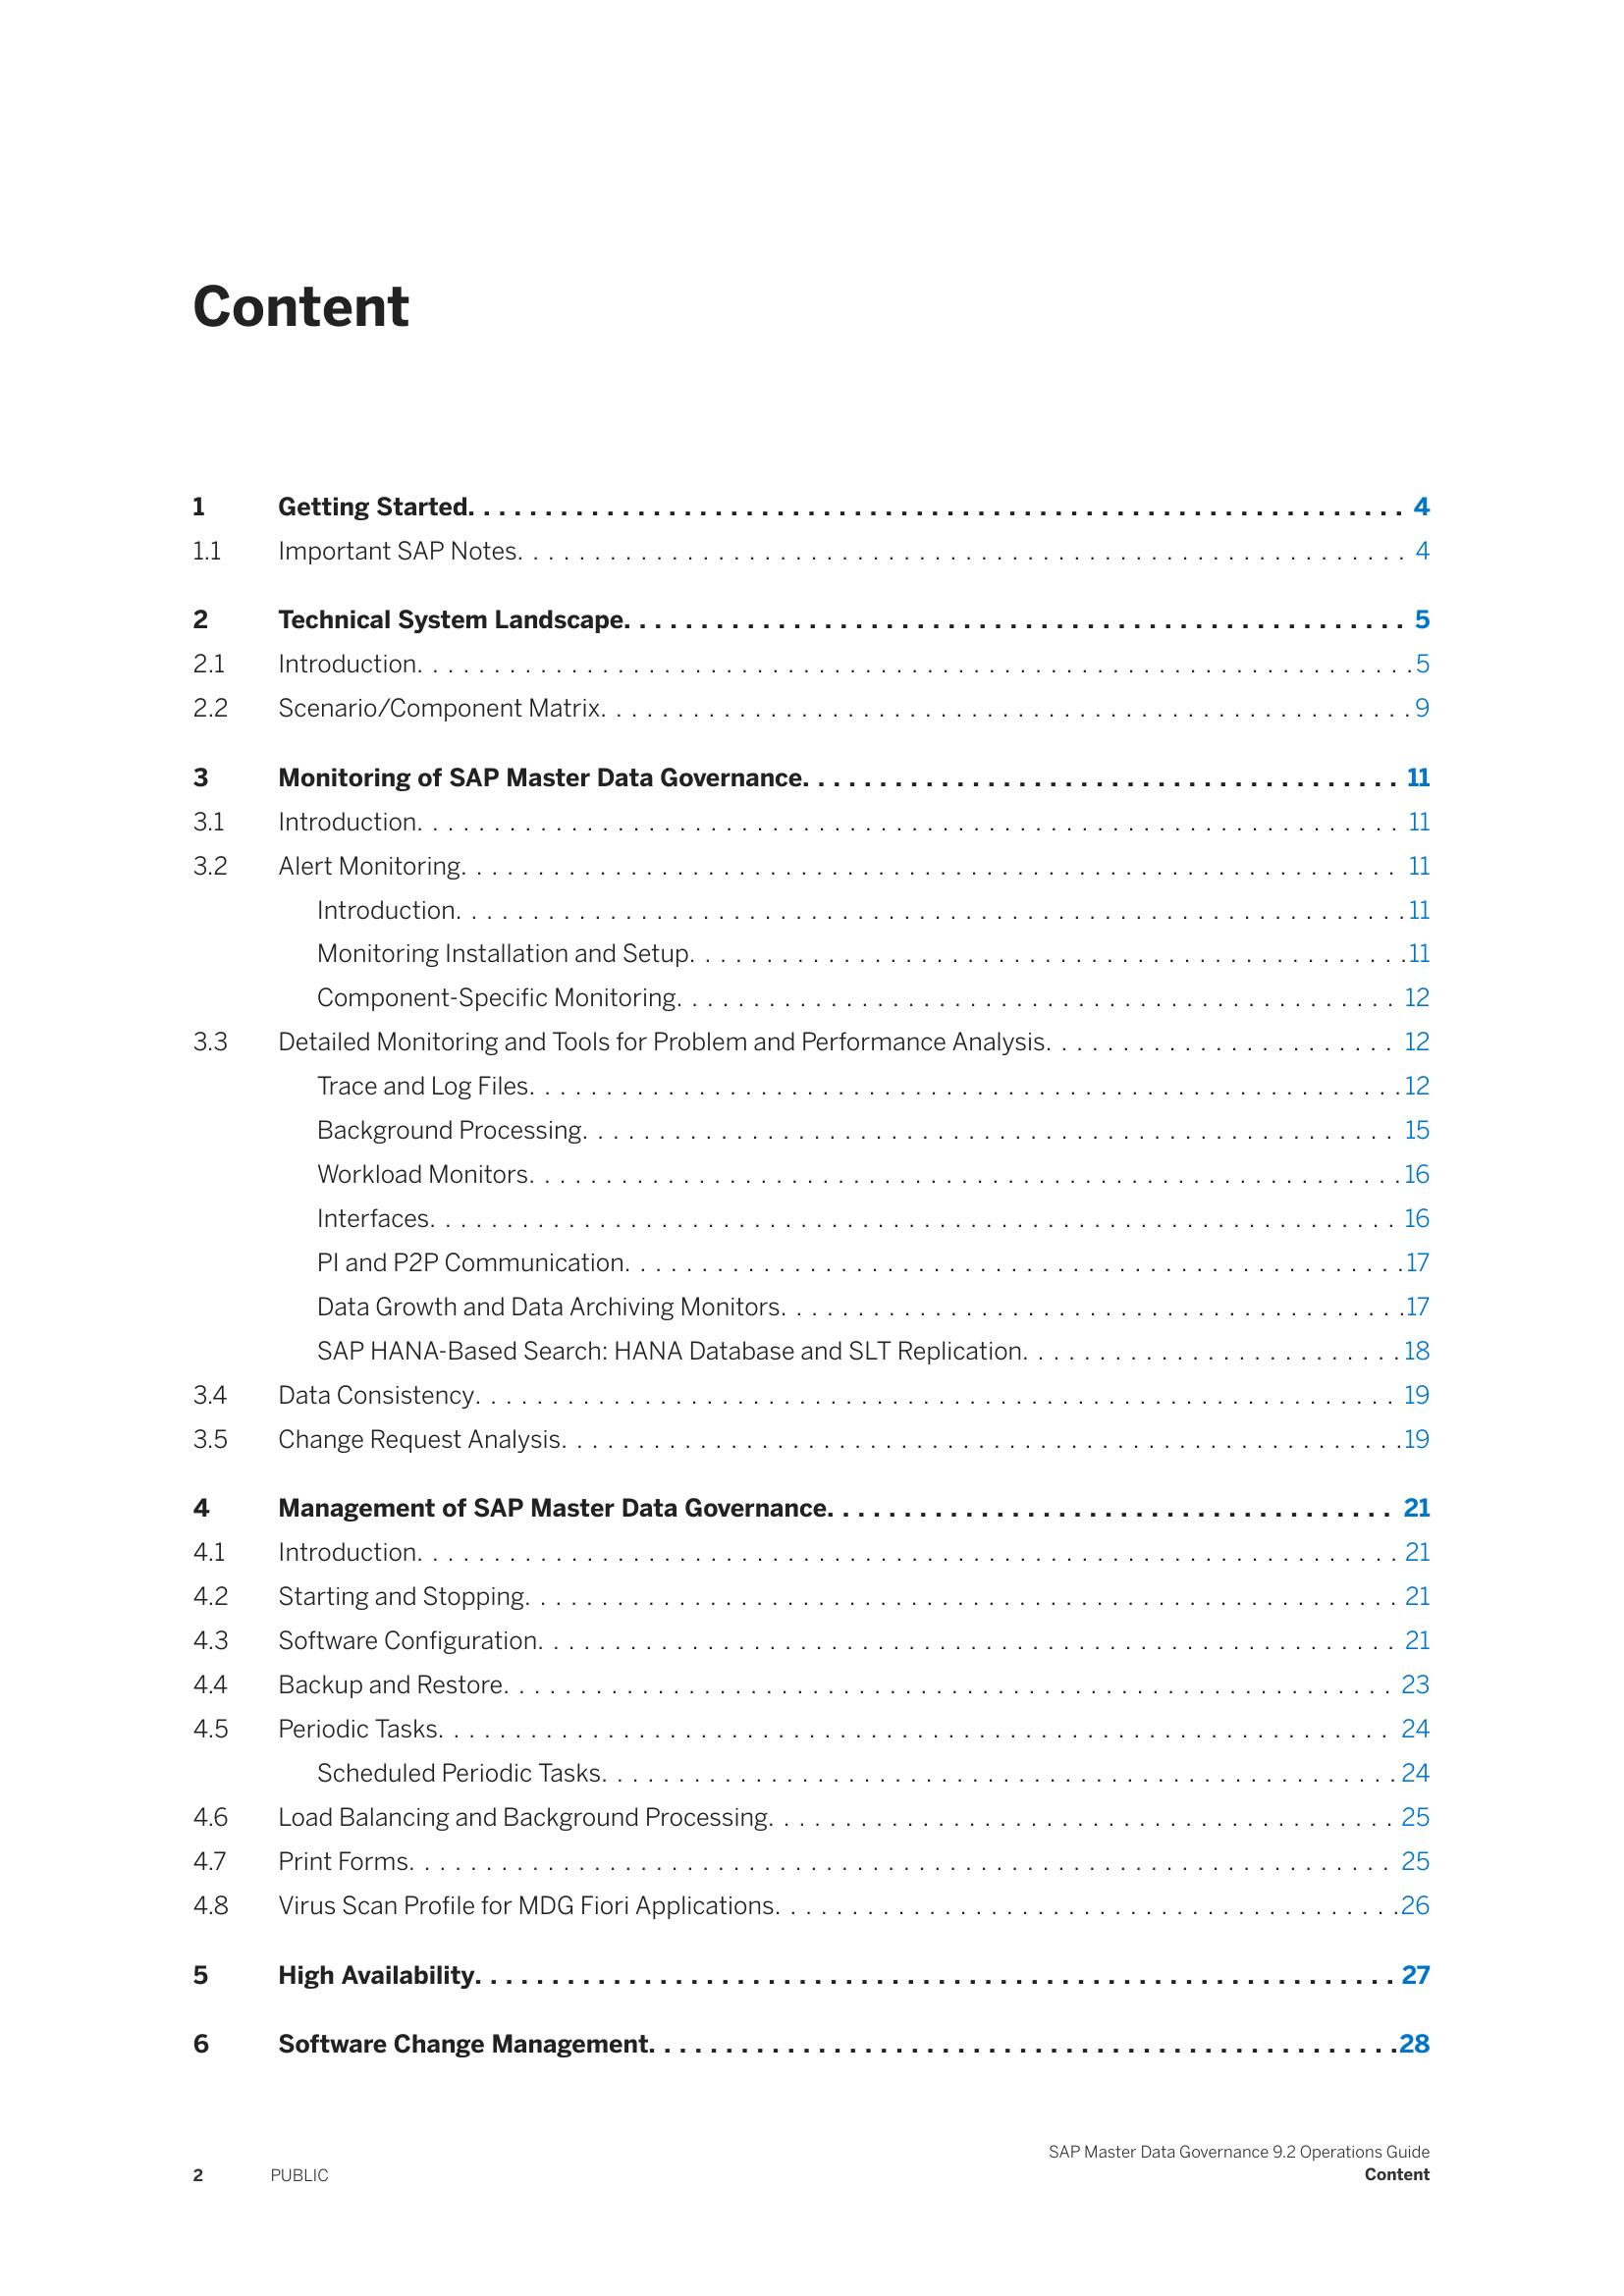 Content
1 Getting Started. . . . . . . . . . . . . . . . . . . . . . . . . . . . . . . . . . . . . . . . . . . . . . . . . . . . . . . . . . . . . 4
1.1 Important SAP Notes. . . . . . . . . . . . . . . . . . . . . . . . . . . . . . . . . . . . . . . . . . . . . . . . . . . . . . . . . . 4
2 Technical System Landscape. . . . . . . . . . . . . . . . . . . . . . . . . . . . . . . . . . . . . . . . . . . . . . . . . . . 5
2.1 Introduction. . . . . . . . . . . . . . . . . . . . . . . . . . . . . . . . . . . . . . . . . . . . . . . . . . . . . . . . . . . . . . . . .5
2.2 Scenario/Component Matrix. . . . . . . . . . . . . . . . . . . . . . . . . . . . . . . . . . . . . . . . . . . . . . . . . . . . .9
3 Monitoring of SAP Master Data Governance. . . . . . . . . . . . . . . . . . . . . . . . . . . . . . . . . . . . . . . 11
3.1 Introduction. . . . . . . . . . . . . . . . . . . . . . . . . . . . . . . . . . . . . . . . . . . . . . . . . . . . . . . . . . . . . . . . 11
3.2 Alert Monitoring. . . . . . . . . . . . . . . . . . . . . . . . . . . . . . . . . . . . . . . . . . . . . . . . . . . . . . . . . . . . . 11
Introduction. . . . . . . . . . . . . . . . . . . . . . . . . . . . . . . . . . . . . . . . . . . . . . . . . . . . . . . . . . . . . .11
Monitoring Installation and Setup. . . . . . . . . . . . . . . . . . . . . . . . . . . . . . . . . . . . . . . . . . . . . . .11
Component-Specific Monitoring. . . . . . . . . . . . . . . . . . . . . . . . . . . . . . . . . . . . . . . . . . . . . . . 12
3.3 Detailed Monitoring and Tools for Problem and Performance Analysis. . . . . . . . . . . . . . . . . . . . . . . 12
Trace and Log Files. . . . . . . . . . . . . . . . . . . . . . . . . . . . . . . . . . . . . . . . . . . . . . . . . . . . . . . . .12
Background Processing. . . . . . . . . . . . . . . . . . . . . . . . . . . . . . . . . . . . . . . . . . . . . . . . . . . . . 15
Workload Monitors. . . . . . . . . . . . . . . . . . . . . . . . . . . . . . . . . . . . . . . . . . . . . . . . . . . . . . . . .16
Interfaces. . . . . . . . . . . . . . . . . . . . . . . . . . . . . . . . . . . . . . . . . . . . . . . . . . . . . . . . . . . . . . . 16
PI and P2P Communication. . . . . . . . . . . . . . . . . . . . . . . . . . . . . . . . . . . . . . . . . . . . . . . . . . .17
Data Growth and Data Archiving Monitors. . . . . . . . . . . . . . . . . . . . . . . . . . . . . . . . . . . . . . . . .17
SAP HANA-Based Search: HANA Database and SLT Replication. . . . . . . . . . . . . . . . . . . . . . . . .18
3.4 Data Consistency. . . . . . . . . . . . . . . . . . . . . . . . . . . . . . . . . . . . . . . . . . . . . . . . . . . . . . . . . . . . 19
3.5 Change Request Analysis. . . . . . . . . . . . . . . . . . . . . . . . . . . . . . . . . . . . . . . . . . . . . . . . . . . . . . .19
4 Management of SAP Master Data Governance. . . . . . . . . . . . . . . . . . . . . . . . . . . . . . . . . . . . . 21
4.1 Introduction. . . . . . . . . . . . . . . . . . . . . . . . . . . . . . . . . . . . . . . . . . . . . . . . . . . . . . . . . . . . . . . . 21
4.2 Starting and Stopping. . . . . . . . . . . . . . . . . . . . . . . . . . . . . . . . . . . . . . . . . . . . . . . . . . . . . . . . . 21
4.3 Software Configuration. . . . . . . . . . . . . . . . . . . . . . . . . . . . . . . . . . . . . . . . . . . . . . . . . . . . . . . . 21
4.4 Backup and Restore. . . . . . . . . . . . . . . . . . . . . . . . . . . . . . . . . . . . . . . . . . . . . . . . . . . . . . . . . . 23
4.5 Periodic Tasks. . . . . . . . . . . . . . . . . . . . . . . . . . . . . . . . . . . . . . . . . . . . . . . . . . . . . . . . . . . . . . 24
Scheduled Periodic Tasks. . . . . . . . . . . . . . . . . . . . . . . . . . . . . . . . . . . . . . . . . . . . . . . . . . . .24
4.6 Load Balancing and Background Processing. . . . . . . . . . . . . . . . . . . . . . . . . . . . . . . . . . . . . . . . . 25
4.7 Print Forms. . . . . . . . . . . . . . . . . . . . . . . . . . . . . . . . . . . . . . . . . . . . . . . . . . . . . . . . . . . . . . . . 25
4.8 Virus Scan Profile for MDG Fiori Applications. . . . . . . . . . . . . . . . . . . . . . . . . . . . . . . . . . . . . . . . .26
5 High Availability. . . . . . . . . . . . . . . . . . . . . . . . . . . . . . . . . . . . . . . . . . . . . . . . . . . . . . . . . . . . 27
6 Software Change Management. . . . . . . . . . . . . . . . . . . . . . . . . . . . . . . . . . . . . . . . . . . . . . . . .28
SAP Master Data Governance 9.2 Operations Guide
2 PUBLIC Content